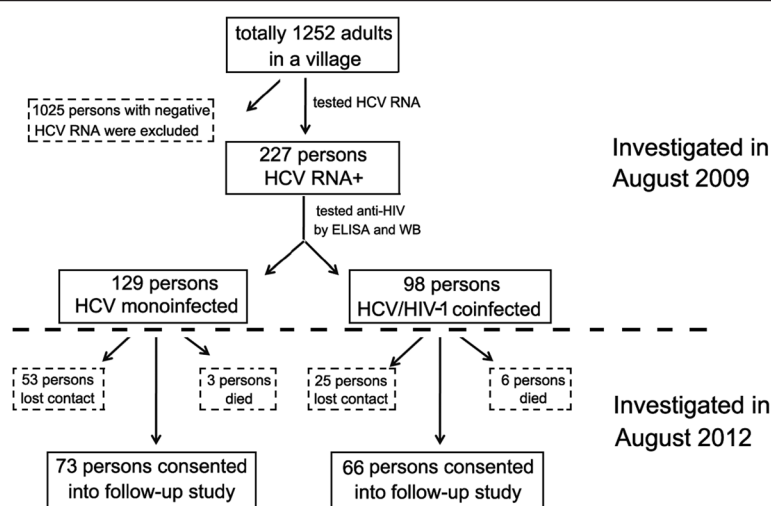 totally 1252 adults
in a village
tested HCV RNA
1025 persons with negative
HCV RNA were excluded
227 persons
HCV RNA+
Investigated in
August 2009
tested anti-HIV
by ELISA and WB
129 persons
HCV monoinfected
98 persons
HCV/HIV-1 coinfected
53 persons
lost contact
3 persons
died
25 persons
lost contact
6 persons
died
Investigated in
August 2012
73 persons consented
into follow-up study
66 persons consented
into follow-up study